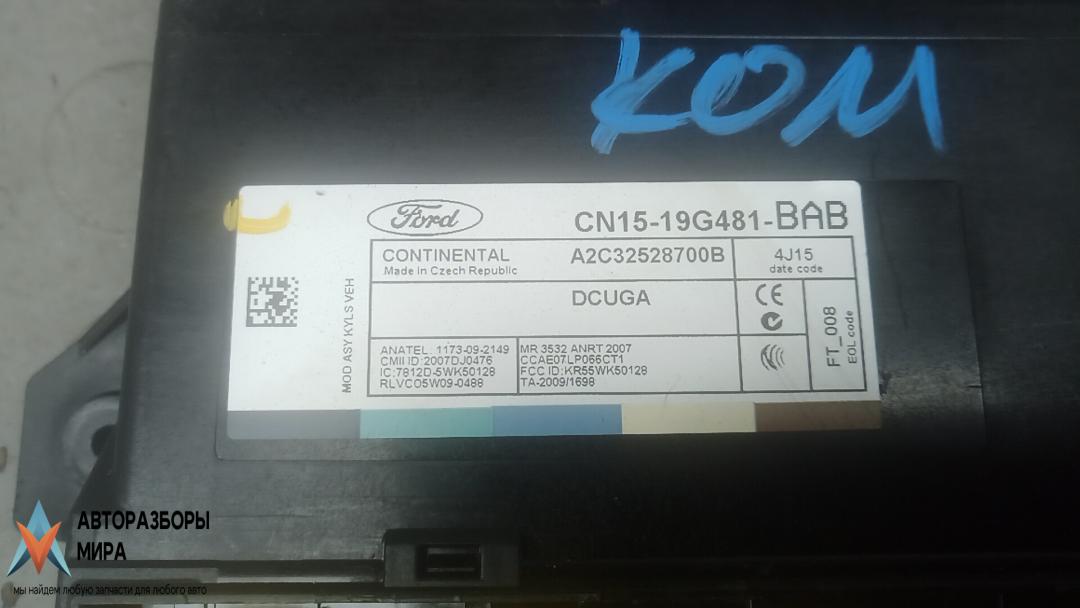 КОМ
Ford
CN15-19G481-BAB
CONTINENTAL
Made in Czech Republic
A2C32528700B
4J15
date code
DCUGA
CE
MOD ASY KYLS VEH
FT_008
EOL code
ANATEL: 1173-09-2149
CMII ID:2007DJ0476
IC:7812D-5WK50128
RLVCO5W09-0488
MR 3532 ANRT 2007
CCAE07LP066CT1
FCC ID:KR55WK50128
TA-2009/1698
АВТОРАЗБОРЫ
МИРА
мы найдем любую запчасти для любого авто